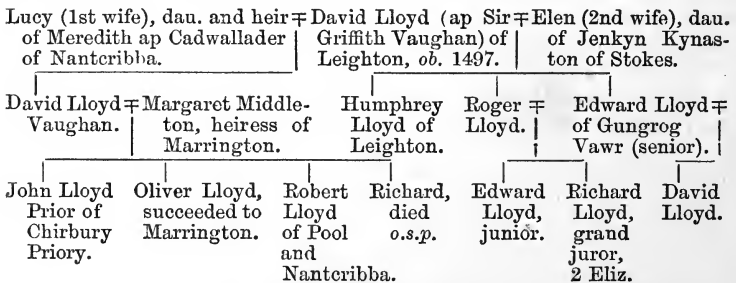 Lucy (1st wife), dau. and heir╤David Lloyd (ap Sir╤Elen (2nd wife), dau.
of Meredith ap Cadwallader Griffith Vaughan) of of Jenkyn Kynas-
of Nantcribba. Leighton, ob. 1497. ton of Stokes.
David Lloyd╤Margaret Middle- Humphrey Roger ╤ Edward Lloyd╤
Vaughan. ton, heiress of Lloyd of Lloyd. of Gungrog
Marrington. Leighton. Vawr (senior).
John Lloyd Oliver Lloyd, Robert Richard, Edward Richard David
Prior of succeeded to Lloyd died Lloyd, Lloyd, Lloyd.
Chirbury Marrington. of Pool o.s.p. junior. grand
Priory. and juror,
Nantcribba. 2 Eliz.